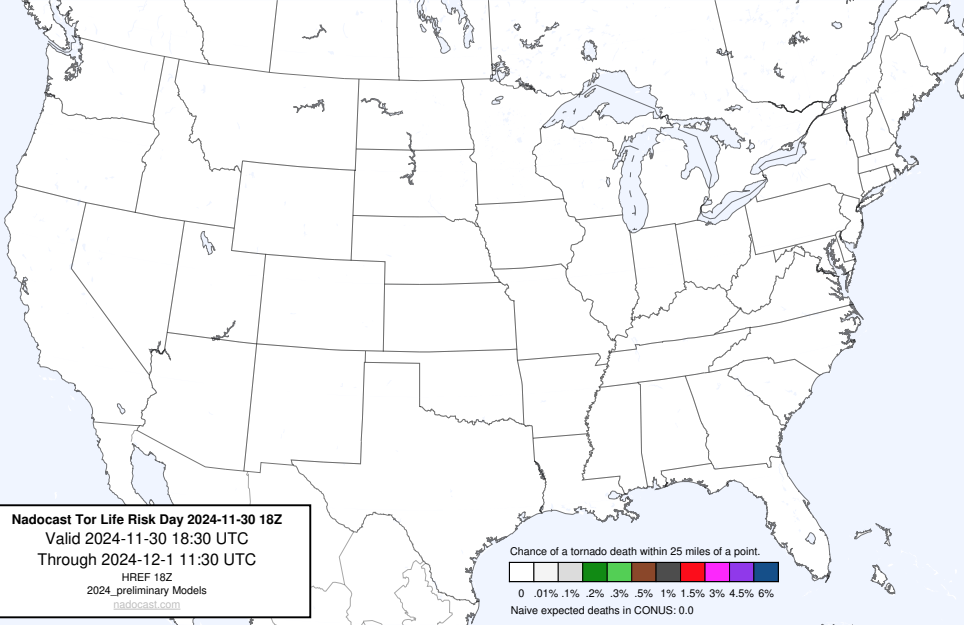 Nadocast Tor Life Risk Day 2024-11-30 18Z
Valid 2024-11-30 18:30 UTC
Through 2024-12-1 11:30 UTC
HREF 18Z
2024_preliminary Models
nadocast.com
Chance of a tornado death within 25 miles of a point.
0 .01% .1% .2% .3% .5% 1% 1.5% 3% 4.5% 6%
Naive expected deaths in CONUS: 0.0